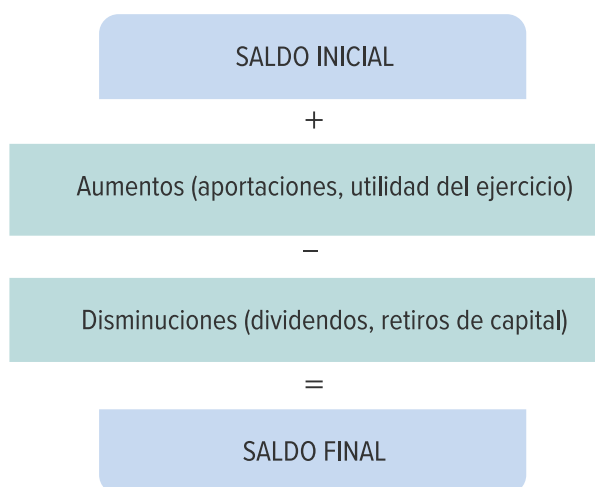 SALDO INICIAL
+
Aumentos (aportaciones, utilidad del ejercicio)
–
Disminuciones (dividendos, retiros de capital)
=
SALDO FINAL